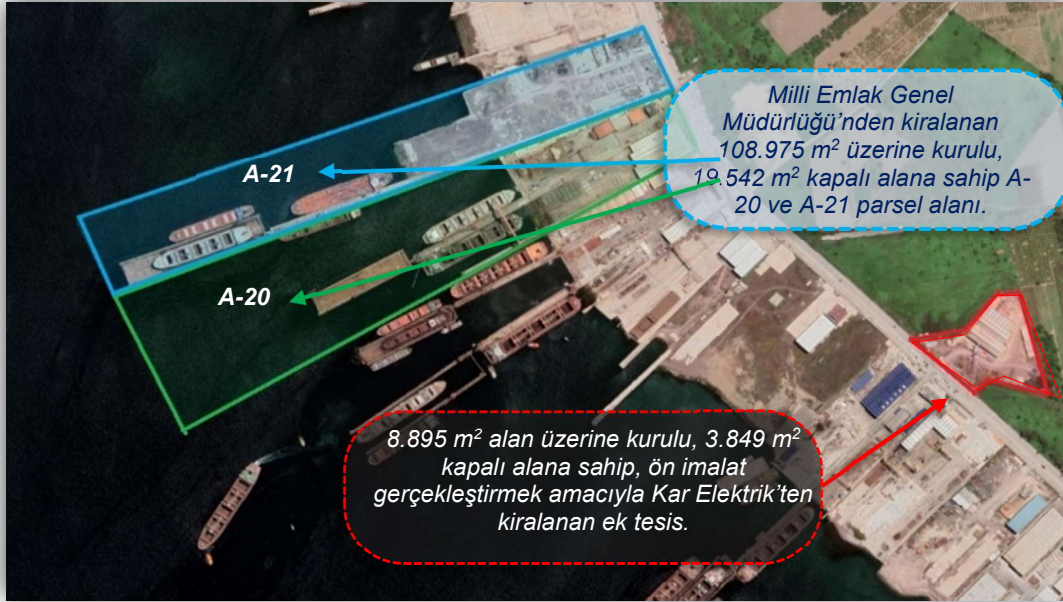 Milli Emlak Genel
Müdürlüğü’nden kiralanan
108.975 m² üzerine kurulu,
19.542 m² kapalı alana sahip A-
20 ve A-21 parsel alanı.
A-21
A-20
8.895 m² alan üzerine kurulu, 3.849 m²
kapalı alana sahip, ön imalat
gerçekleştirmek amacıyla Kar Elektrik’ten
kiralanan ek tesis.